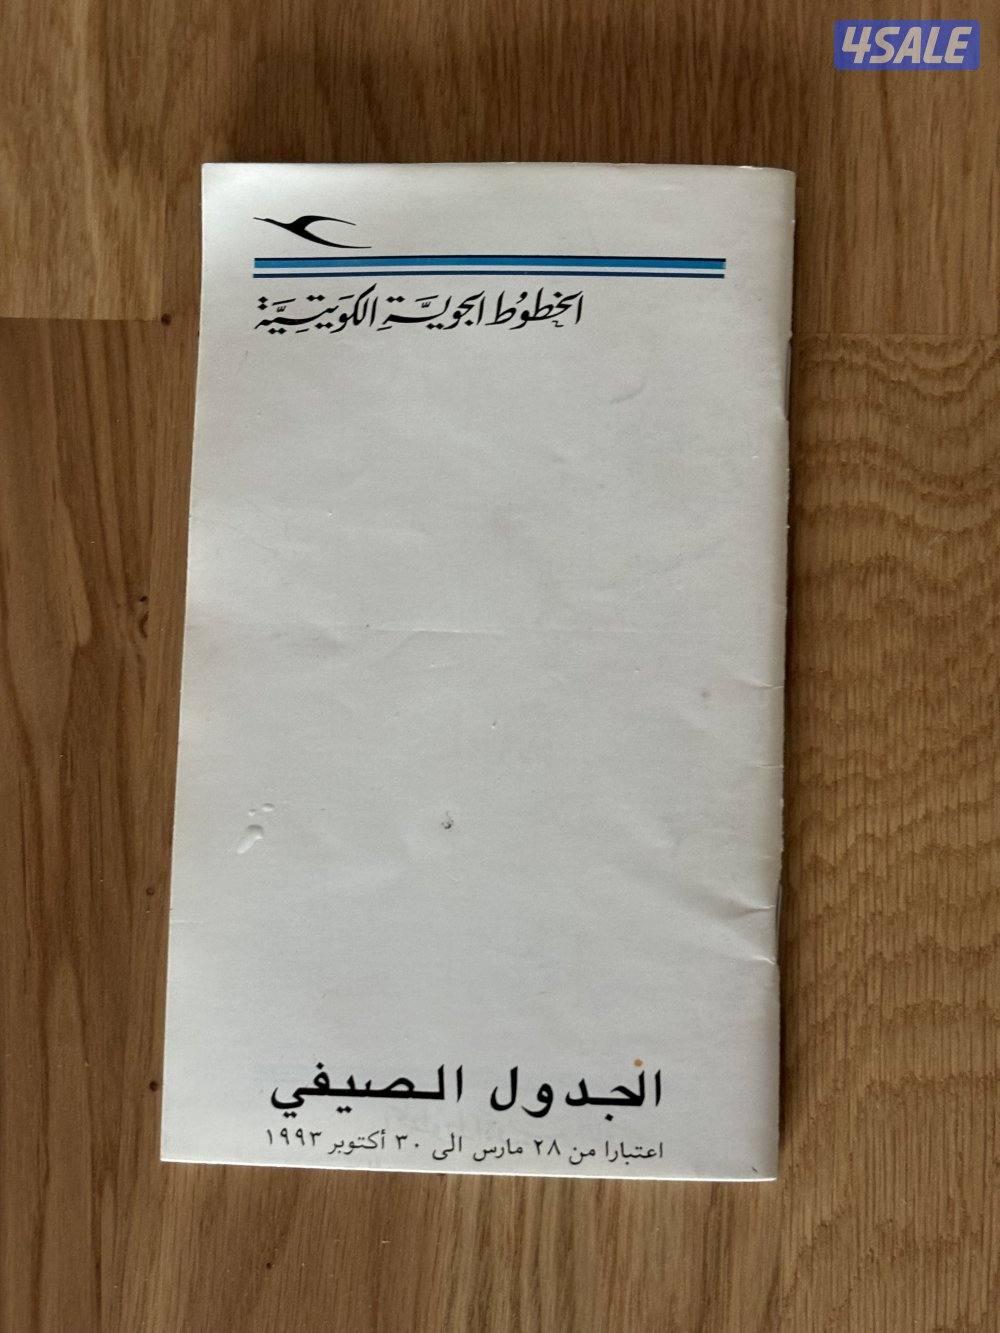 4SALE
الخطوط الجوية الكويتية
الجدول الصيفي
اعتبارا من ٢٨ مارس الى ٣٠ أكتوبر ١٩٩٣